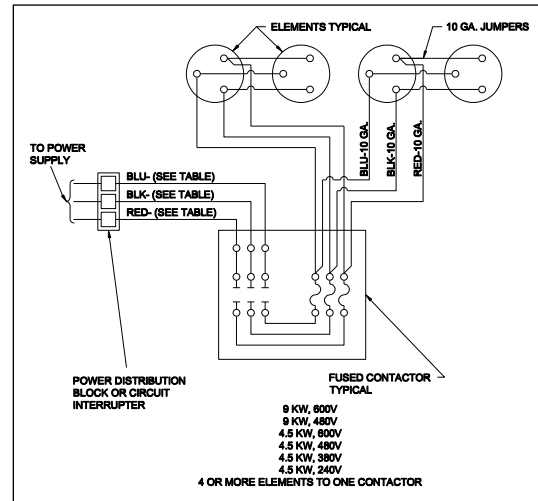 ELEMENTS TYPICAL
10 GA. JUMPERS
BLU-10 GA.
BLK-10 GA.
RED-10 GA.
TO POWER
SUPPLY
BLU- (SEE TABLE)
BLK- (SEE TABLE)
RED- (SEE TABLE)
POWER DISTRIBUTION
BLOCK OR CIRCUIT
INTERRUPTER
FUSED CONTACTOR
TYPICAL
9 KW, 600V
9 KW, 480V
4.5 KW, 600V
4.5 KW, 480V
4.5 KW, 380V
4.5 KW, 240V
4 OR MORE ELEMENTS TO ONE CONTACTOR